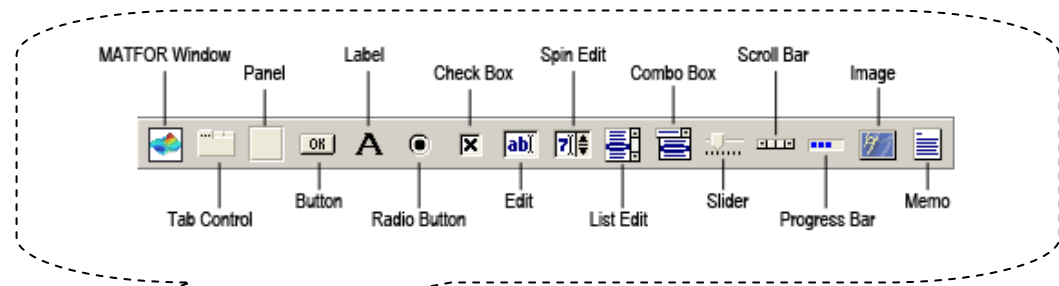 MATFOR Window
Panel
Label
Check Box
Spin Edit
Combo Box
Scroll Bar
Image
OK
A
ab
7
Tab Control
Button
Radio Button
Edit
List Edit
Slider
Progress Bar
Memo